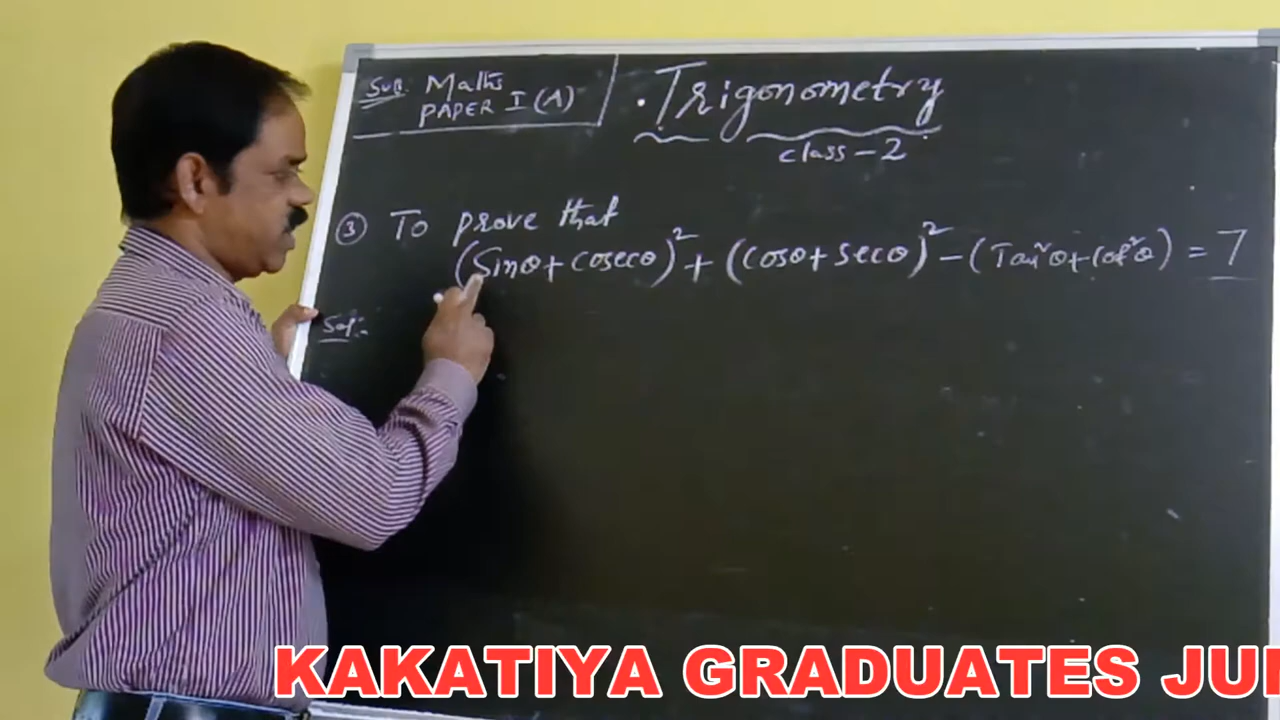 Sub: Maths
PAPER I (A)
Trigonometry
class-2
③ To prove that
(Sinθ+cosecθ)²+(cosθ+secθ)²-(Tan²θ+Cot²θ)=7
Sol:-
KAKATIYA GRADUATES JU